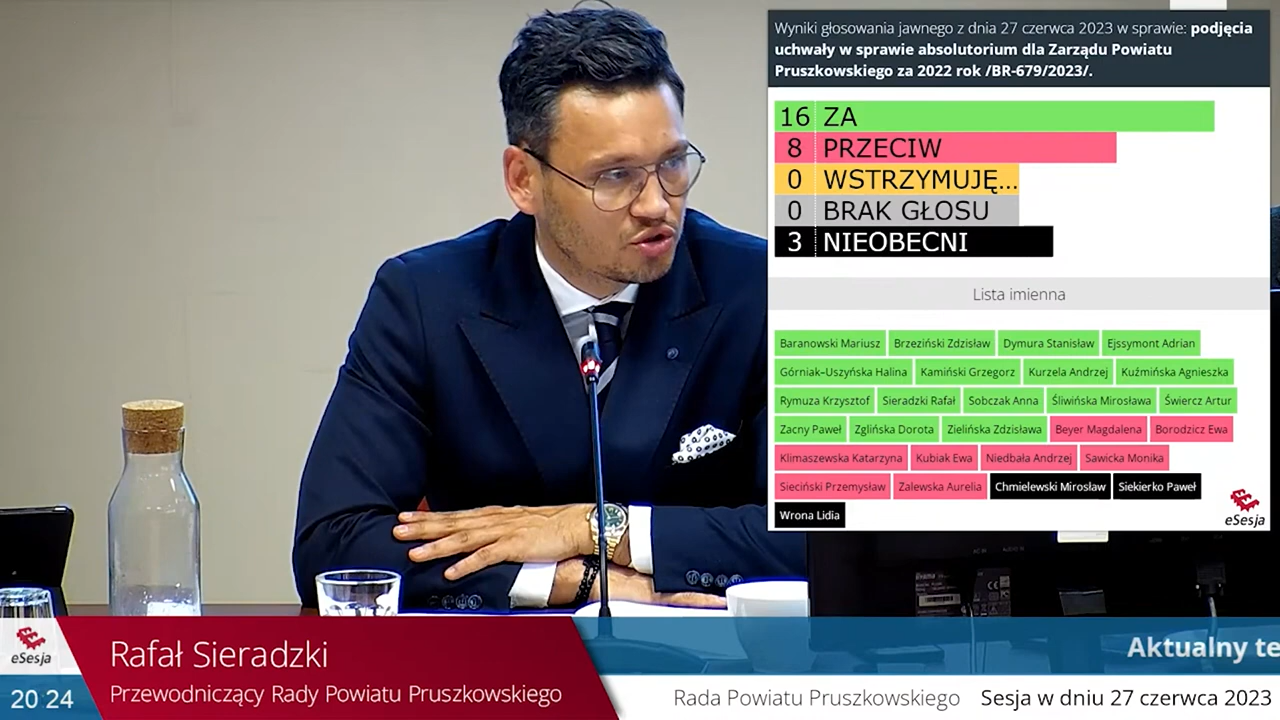 Wyniki głosowania jawnego z dnia 27 czerwca 2023 w sprawie: podjęcia
uchwały w sprawie absolutorium dla Zarządu Powiatu
Pruszkowskiego za 2022 rok /BR-679/2023/.
16 ZA
8 PRZECIW
0 WSTRZYMUJĘ...
0 BRAK GŁOSU
3 NIEOBECNI
Lista imienna
Baranowski Mariusz Brzeziński Zdzisław Dymura Stanisław Ejssymont Adrian
Górniak-Uszyńska Halina Kamiński Grzegorz Kurzela Andrzej Kuźmińska Agnieszka
Rymuza Krzysztof Sieradzki Rafał Sobczak Anna Śliwińska Mirosława Świercz Artur
Zacny Paweł Zglińska Dorota Zielińska Zdzisława Beyer Magdalena Borodzicz Ewa
Klimaszewska Katarzyna Kubiak Ewa Niedbała Andrzej Sawicka Monika
Sieciński Przemysław Zalewska Aurelia Chmielewski Mirosław Siekierko Paweł
Wrona Lidia
eSesja
eSesja
Rafał Sieradzki
Przewodniczący Rady Powiatu Pruszkowskiego
Aktualny te
20:24
Rada Powiatu Pruszkowskiego Sesja w dniu 27 czerwca 2023